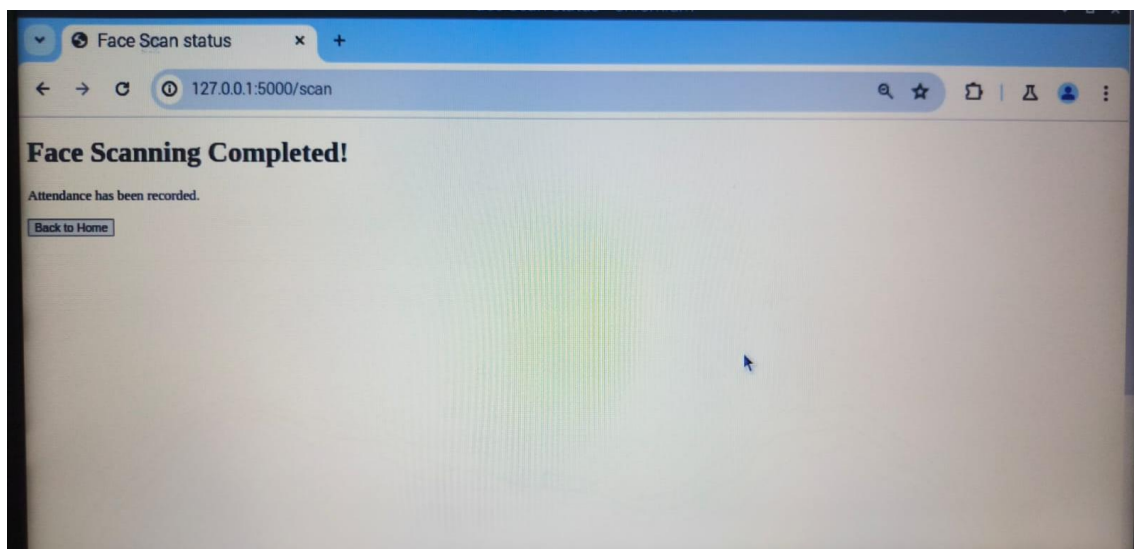 Face Scan status
127.0.0.1:5000/scan
Face Scanning Completed!
Attendance has been recorded.
Back to Home